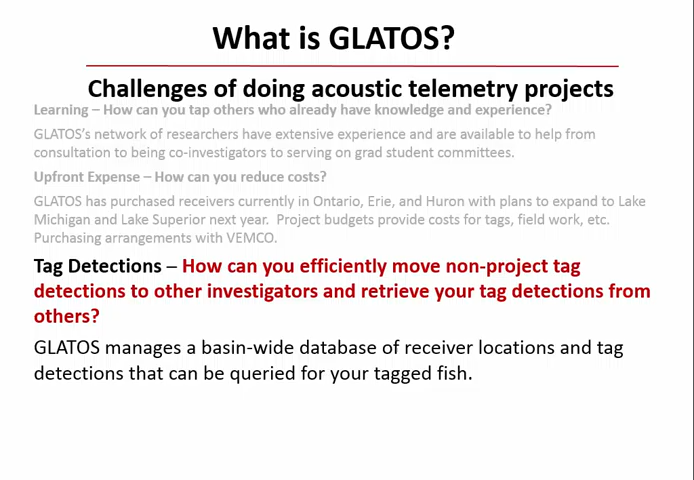 What is GLATOS?
Challenges of doing acoustic telemetry projects
Learning – How can you tap others who already have knowledge and experience?
GLATOS's network of researchers have extensive experience and are available to help from
consultation to being co-investigators to serving on grad student committees.
Upfront Expense – How can you reduce costs?
GLATOS has purchased receivers currently in Ontario, Erie, and Huron with plans to expand to Lake
Michigan and Lake Superior next year.  Project budgets provide costs for tags, field work, etc.
Purchasing arrangements with VEMCO.
Tag Detections – How can you efficiently move non-project tag
detections to other investigators and retrieve your tag detections from
others?
GLATOS manages a basin-wide database of receiver locations and tag
detections that can be queried for your tagged fish.